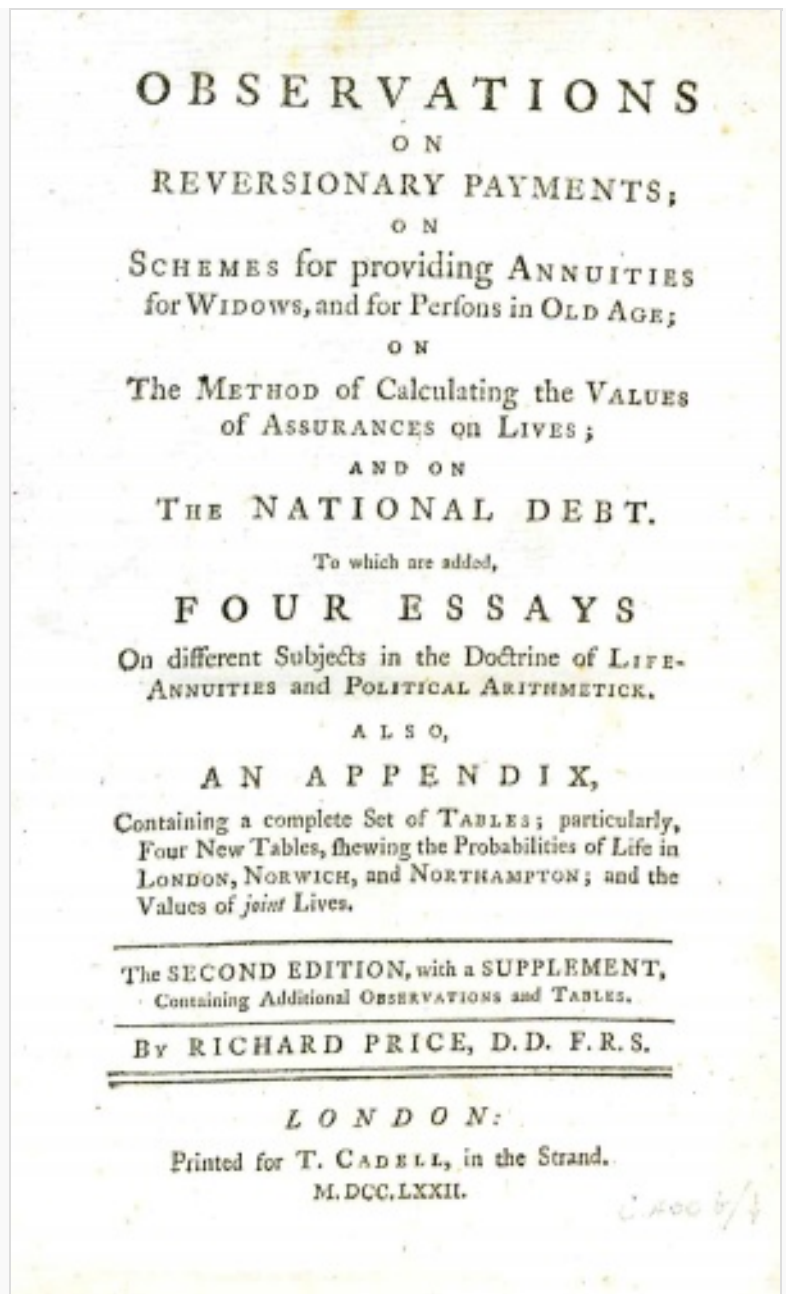 OBSERVATIONS
ON
REVERSIONARY PAYMENTS;
ON
SCHEMES for providing ANNUITIES
for WIDOWS, and for Perſons in OLD AGE;
ON
The METHOD of Calculating the VALUES
of ASSURANCES on LIVES;
AND ON
THE NATIONAL DEBT.
To which are added,
FOUR ESSAYS
On different Subjects in the Doctrine of LIFE-
ANNUITIES and POLITICAL ARITHMETICK.
ALSO,
AN APPENDIX,
Containing a complete Set of TABLES; particularly,
Four New Tables, ſhewing the Probabilities of Life in
LONDON, NORWICH, and NORTHAMPTON; and the
Values of joint Lives.
The SECOND EDITION, with a SUPPLEMENT,
Containing Additional OBSERVATIONS and TABLES.
By RICHARD PRICE, D.D. F.R.S.
LONDON:
Printed for T. CADELL, in the Strand.
M.DCC.LXXII.